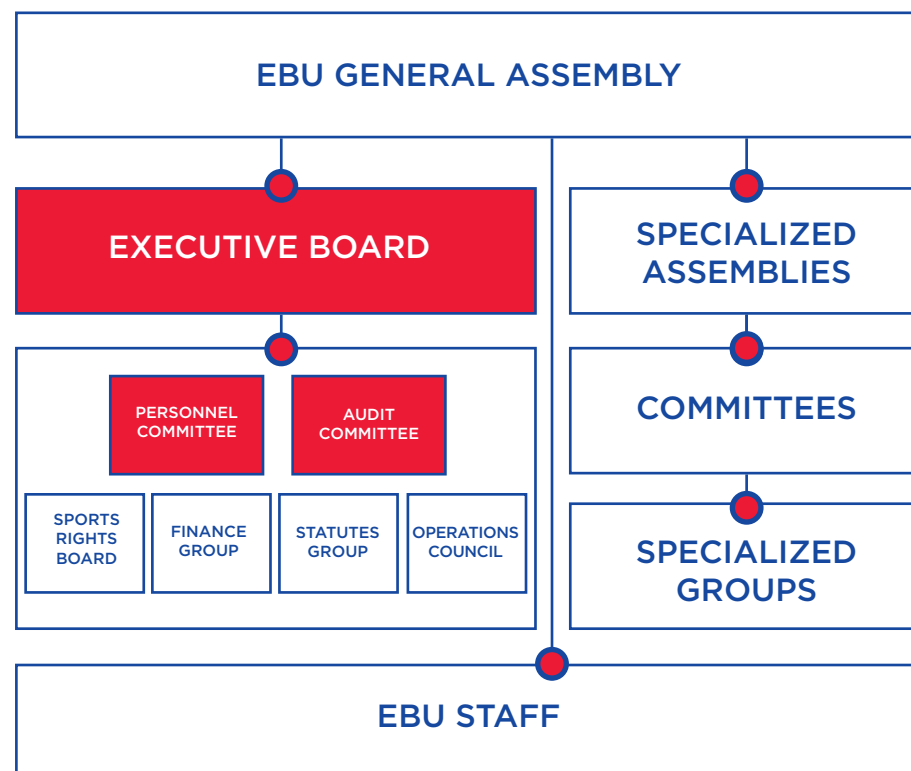 EBU GENERAL ASSEMBLY
EXECUTIVE BOARD
SPECIALIZED
ASSEMBLIES
PERSONNEL
COMMITTEE
AUDIT
COMMITTEE
COMMITTEES
SPORTS
RIGHTS
BOARD
FINANCE
GROUP
STATUTES
GROUP
OPERATIONS
COUNCIL
SPECIALIZED
GROUPS
EBU STAFF